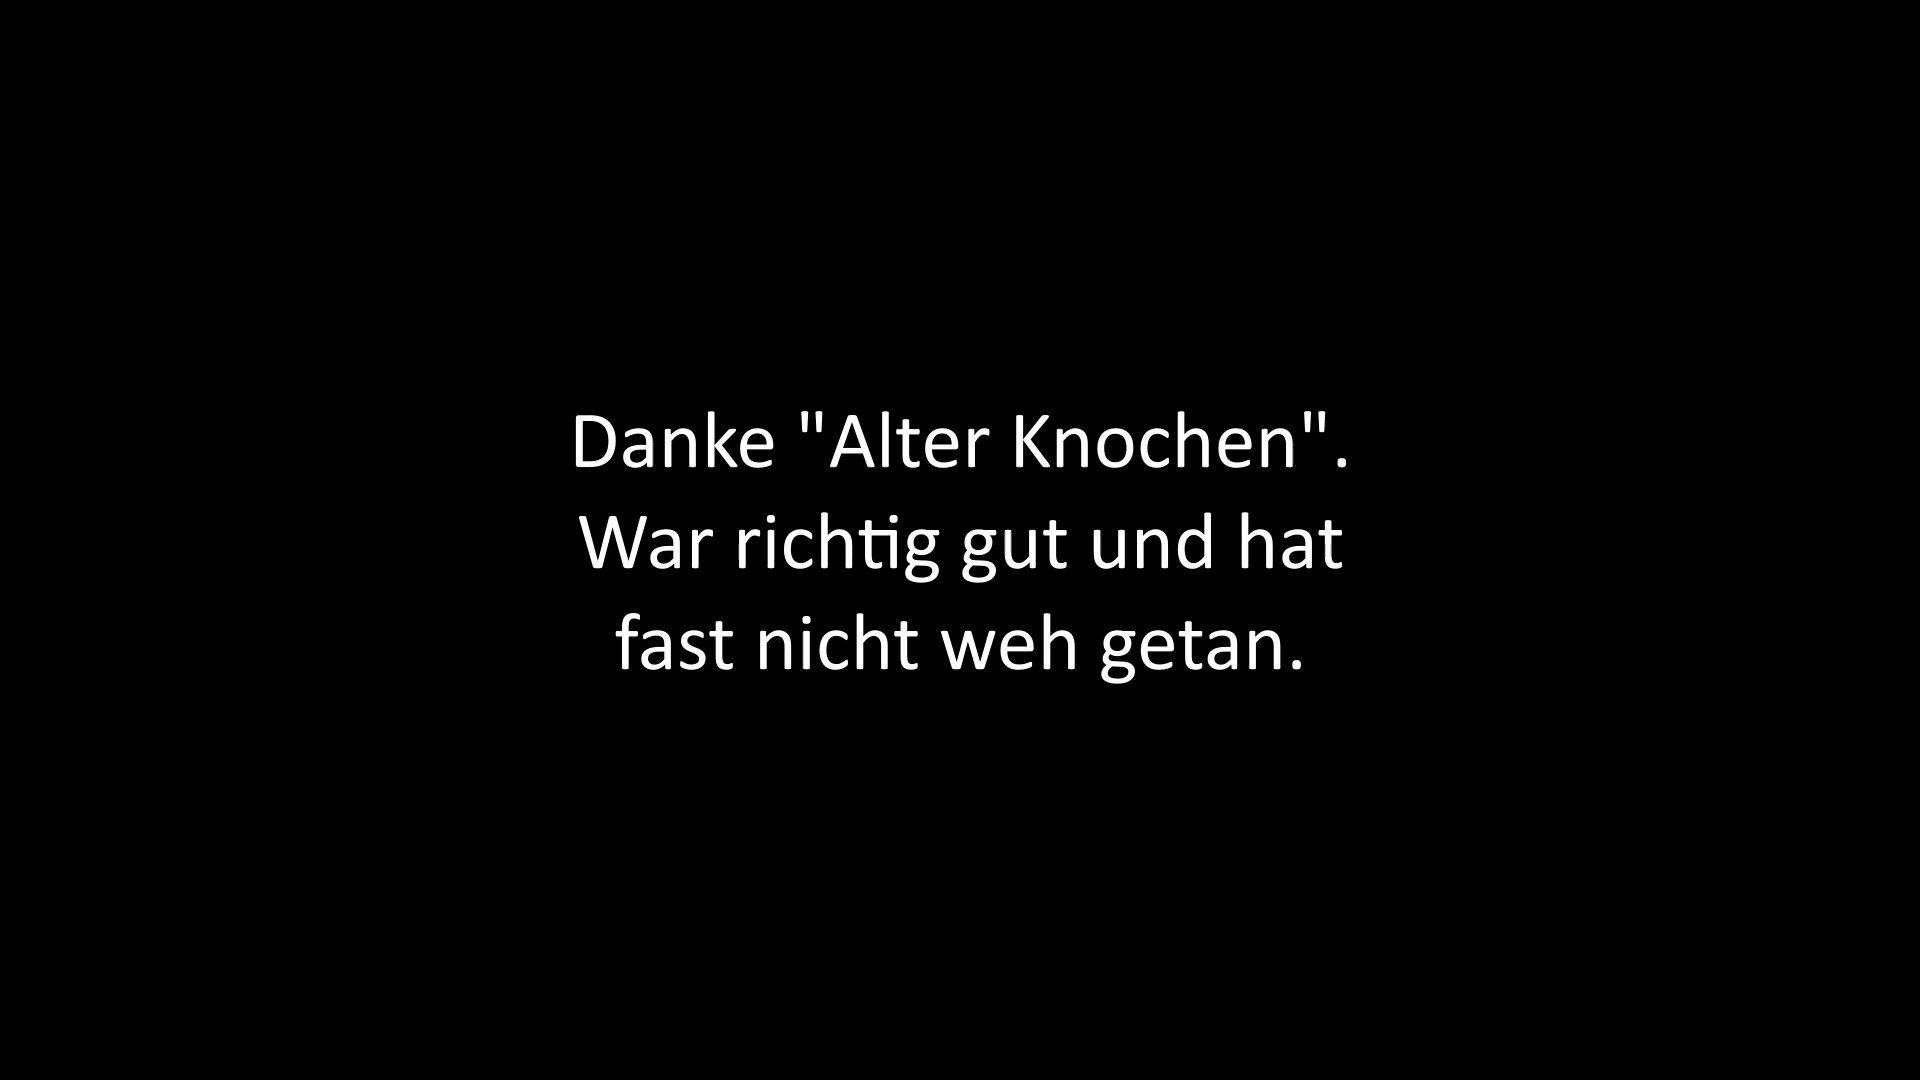 Danke "Alter Knochen".
War richtig gut und hat
fast nicht weh getan.